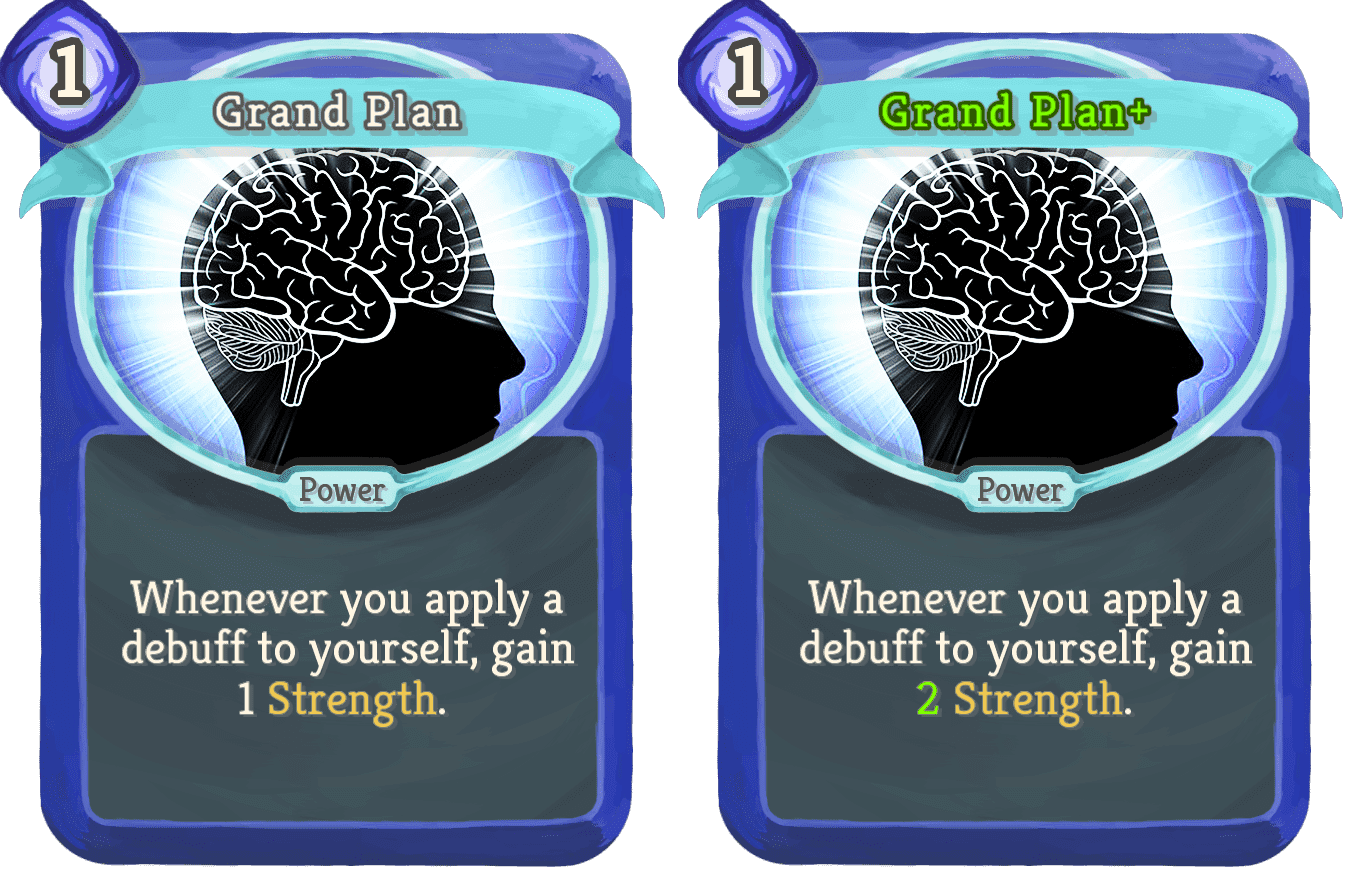 1
Grand Plan
Power
Whenever you apply a
debuff to yourself, gain
1 Strength.
1
Grand Plan+
Power
Whenever you apply a
debuff to yourself, gain
2 Strength.